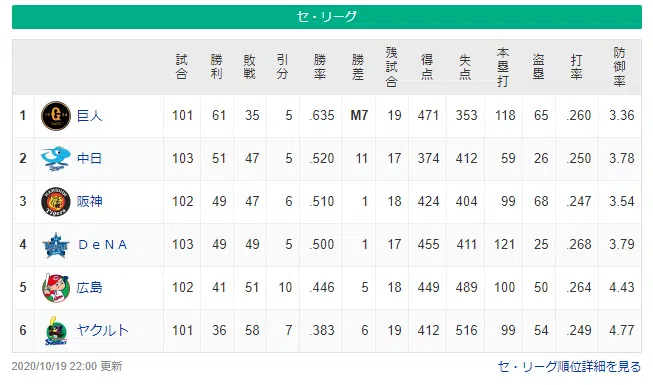 セ・リーグ
試合 勝利 敗戦 引分 勝率 勝差 残試合 得点 失点 本塁打 盗塁 打率 防御率
1 巨人 101 61 35 5 .635 M7 19 471 353 118 65 .260 3.36
2 中日 103 51 47 5 .520 11 17 374 412 59 26 .250 3.78
3 阪神 102 49 47 6 .510 1 18 424 404 99 68 .247 3.54
4 ＤｅＮＡ 103 49 49 5 .500 1 17 455 411 121 25 .268 3.79
5 広島 102 41 51 10 .446 5 18 449 489 100 50 .264 4.43
6 ヤクルト 101 36 58 7 .383 6 19 412 516 99 54 .249 4.77
2020/10/19 22:00 更新 セ・リーグ順位詳細を見る